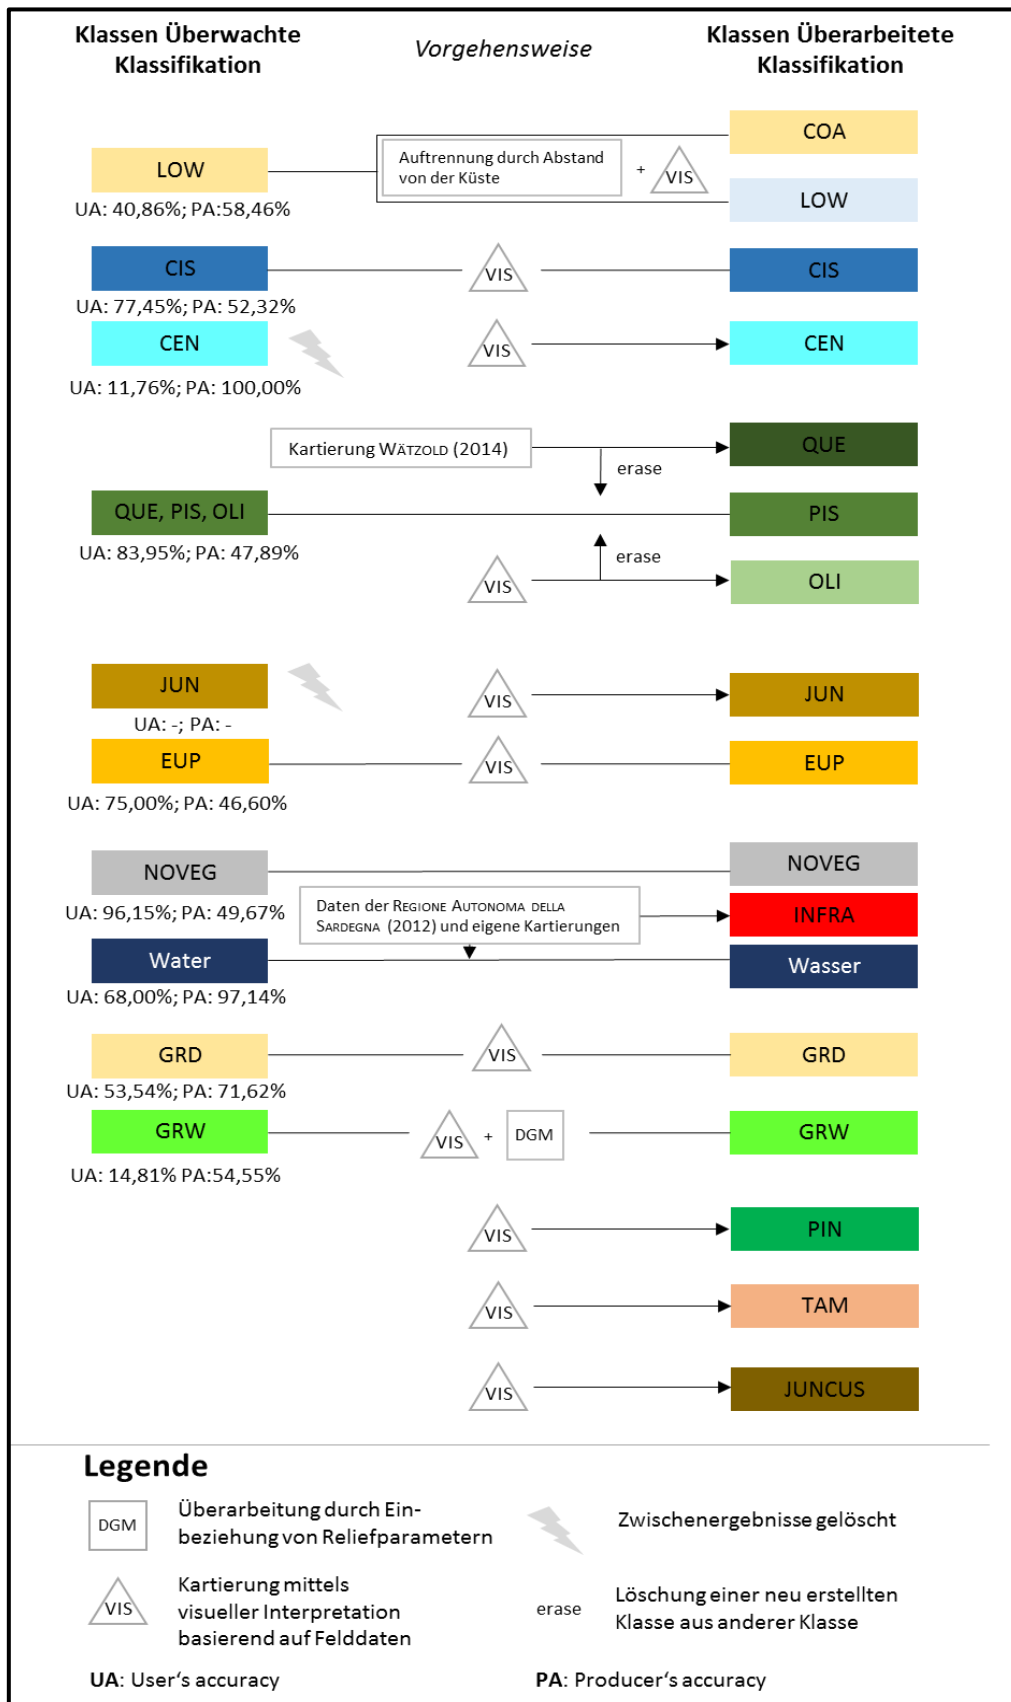 Klassen Überwachte
Klassifikation
Vorgehensweise
Klassen Überarbeitete
Klassifikation
COA
LOW
Auftrennung durch Abstand
von der Küste
+
VIS
LOW
UA: 40,86%; PA:58,46%
CIS
VIS
CIS
UA: 77,45%; PA: 52,32%
CEN
VIS
CEN
UA: 11,76%; PA: 100,00%
Kartierung WÄTZOLD (2014)
QUE
erase
QUE, PIS, OLI
PIS
UA: 83,95%; PA: 47,89%
erase
VIS
OLI
JUN
VIS
JUN
UA: -; PA: -
EUP
VIS
EUP
UA: 75,00%; PA: 46,60%
NOVEG
NOVEG
UA: 96,15%; PA: 49,67%
Daten der REGIONE AUTONOMA DELLA
SARDEGNA (2012) und eigene Kartierungen
INFRA
Water
Wasser
UA: 68,00%; PA: 97,14%
GRD
VIS
GRD
UA: 53,54%; PA: 71,62%
GRW
VIS
+
DGM
GRW
UA: 14,81% PA:54,55%
VIS
PIN
VIS
TAM
VIS
JUNCUS
Legende
DGM
Überarbeitung durch Ein-
beziehung von Reliefparametern
Zwischenergebnisse gelöscht
VIS
Kartierung mittels
visueller Interpretation
basierend auf Felddaten
erase
Löschung einer neu erstellten
Klasse aus anderer Klasse
UA: User‘s accuracy
PA: Producer‘s accuracy